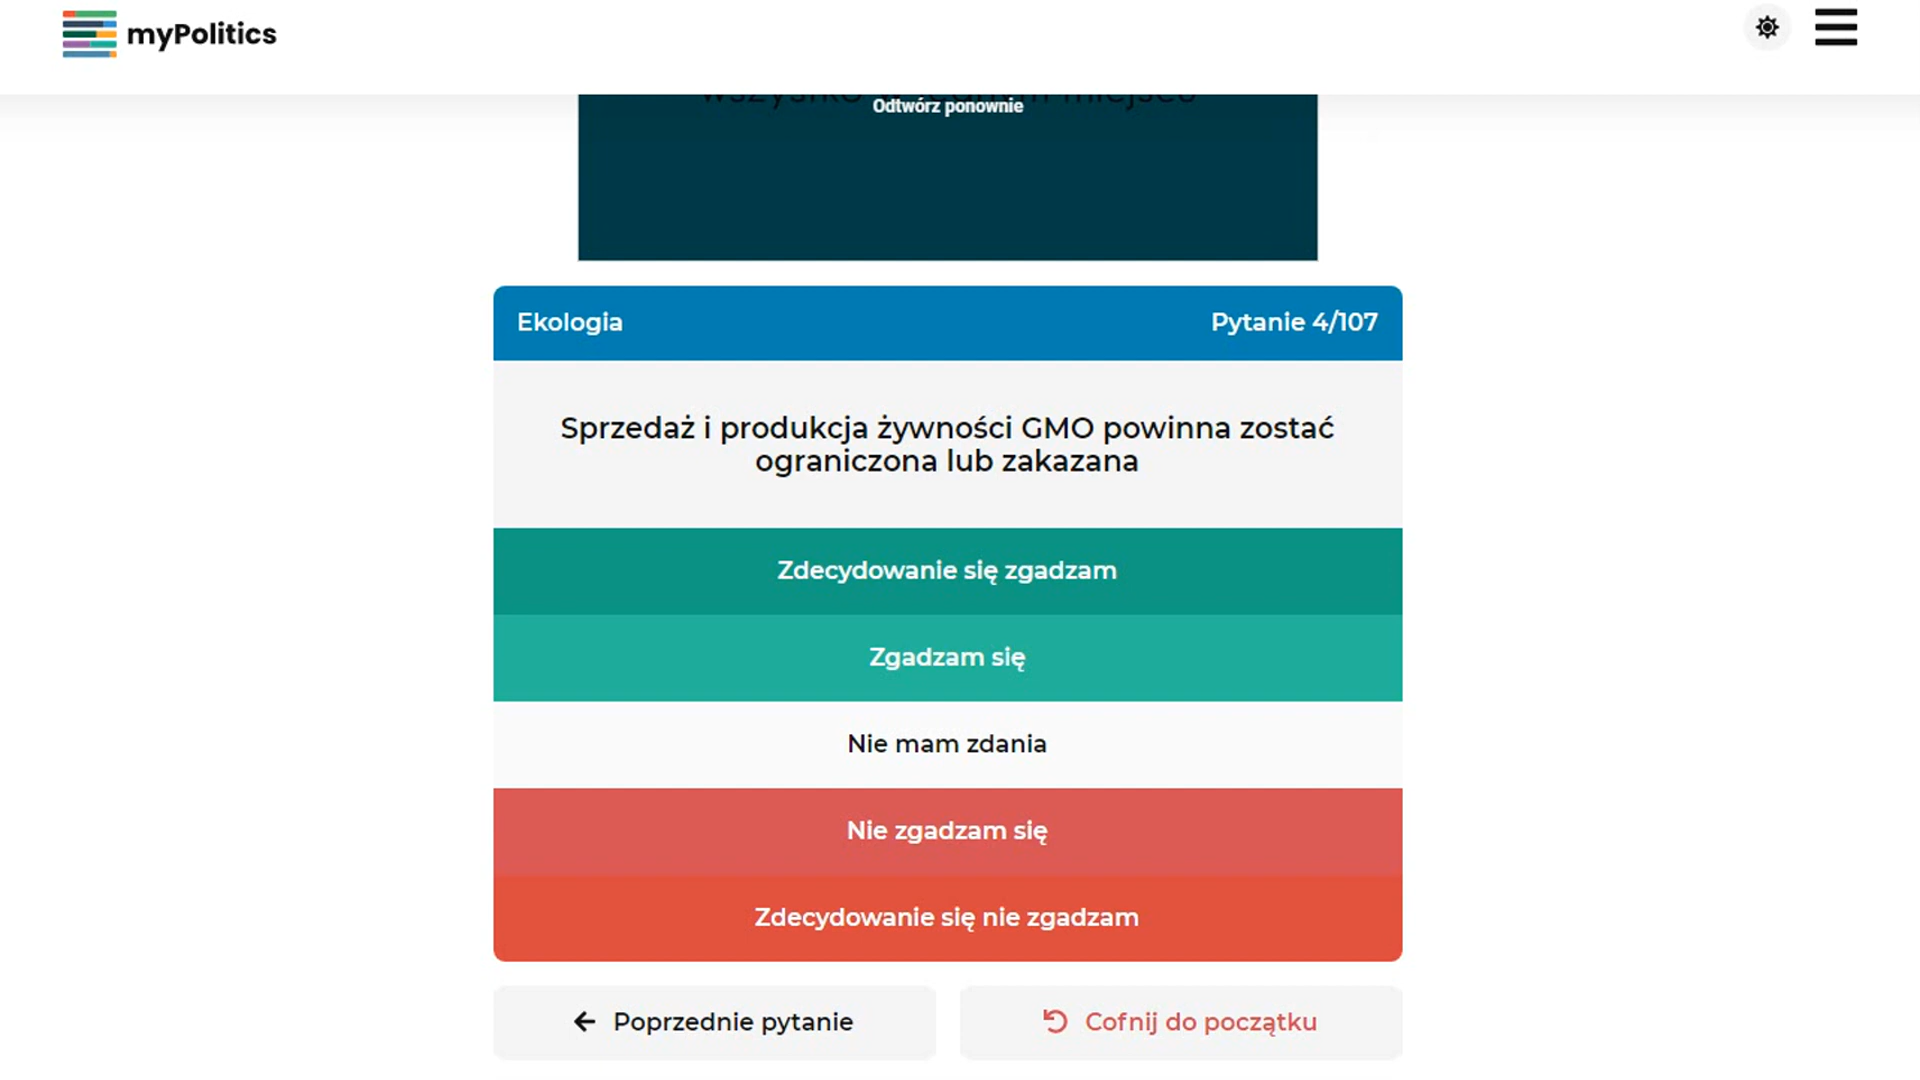 myPolitics
Odtwórz ponownie
Ekologia
Pytanie 4/107
Sprzedaż i produkcja żywności GMO powinna zostać
ograniczona lub zakazana
Zdecydowanie się zgadzam
Zgadzam się
Nie mam zdania
Nie zgadzam się
Zdecydowanie się nie zgadzam
Poprzednie pytanie
Cofnij do początku